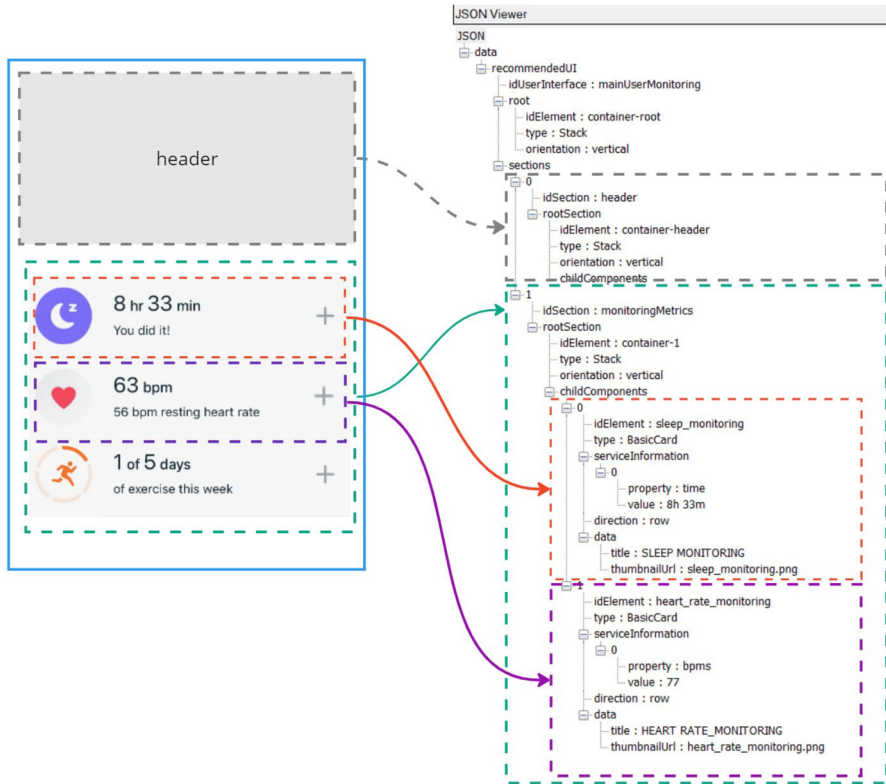 header
8 hr 33 min
You did it!
63 bpm
56 bpm resting heart rate
1 of 5 days
of exercise this week
JSON Viewer
JSON
data
recommendedUI
idUserInterface : mainUserMonitoring
root
idElement : container-root
type : Stack
orientation : vertical
sections
0
idSection : header
rootSection
idElement : container-header
type : Stack
orientation : vertical
childComponents
1
idSection : monitoringMetrics
rootSection
idElement : container-1
type : Stack
orientation : vertical
childComponents
0
idElement : sleep_monitoring
type : BasicCard
serviceInformation
0
property : time
value : 8h 33m
direction : row
data
title : SLEEP MONITORING
thumbnailUrl : sleep_monitoring.png
1
idElement : heart_rate_monitoring
type : BasicCard
serviceInformation
0
property : bpms
value : 77
direction : row
data
title : HEART RATE_MONITORING
thumbnailUrl : heart_rate_monitoring.png